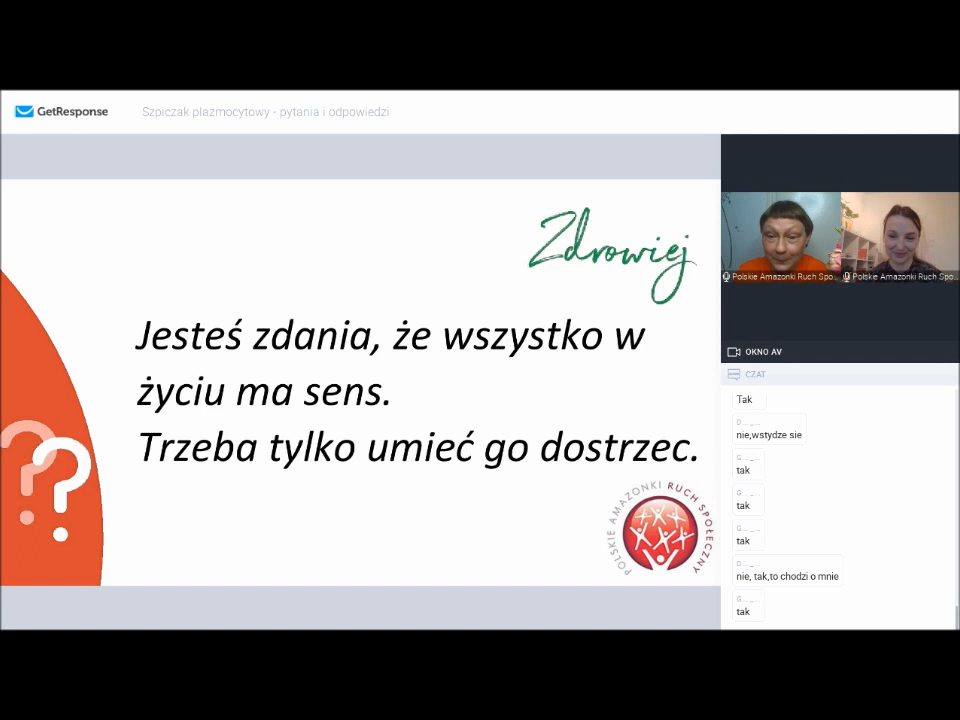 GetResponse
Szpiczak plazmocytowy - pytania i odpowiedzi
Zdrowiej
Jesteś zdania, że wszystko w
życiu ma sens.
Trzeba tylko umieć go dostrzec.
POLSKIE AMAZONKI RUCH SPOŁECZNY
??
Polskie Amazonki Ruch Spo...
Polskie Amazonki Ruch Spo...
OKNO AV
CZAT
Tak
D... _ ...
nie,wstydze sie
G... _ ...
tak
G... _ ...
tak
G... _ ...
tak
D... _ ...
nie, tak,to chodzi o mnie
G... _ ...
tak